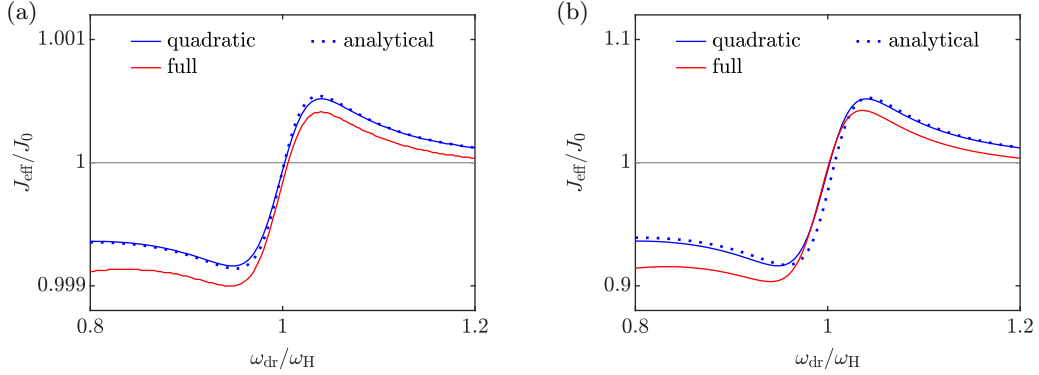 (a)
1.001
quadratic
analytical
full
J_eff/J_0
1
0.999
0.8
1
1.2
ω_dr/ω_H
(b)
1.1
quadratic
analytical
full
J_eff/J_0
1
0.9
0.8
1
1.2
ω_dr/ω_H